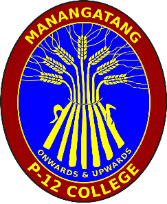 MANANGATANG
ONWARDS & UPWARDS
P-12 COLLEGE